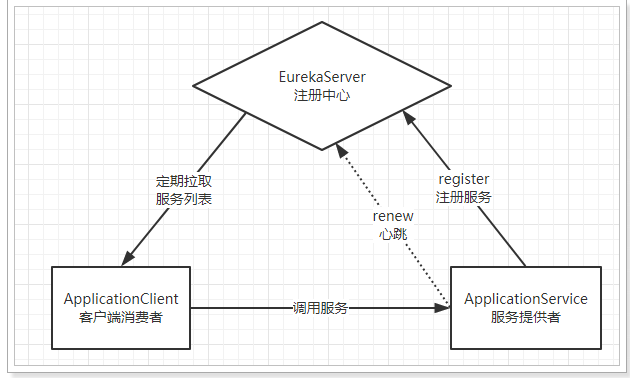 EurekaServer
注册中心
定期拉取
服务列表
register
注册服务
renew
心跳
ApplicationClient
客户端消费者
调用服务
ApplicationService
服务提供者